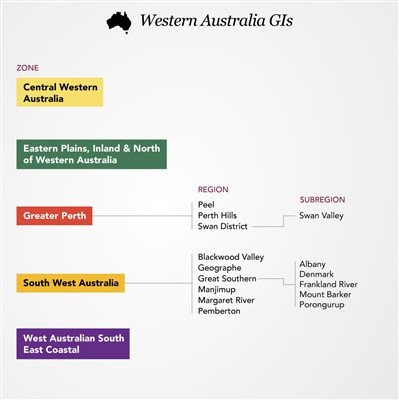 Western Australia GIs
ZONE
Central Western
Australia
Eastern Plains, Inland & North
of Western Australia
REGION
SUBREGION
Greater Perth
Peel
Perth Hills
Swan District
Swan Valley
South West Australia
Blackwood Valley
Geographe
Great Southern
Manjimup
Margaret River
Pemberton
Albany
Denmark
Frankland River
Mount Barker
Porongurup
West Australian South
East Coastal